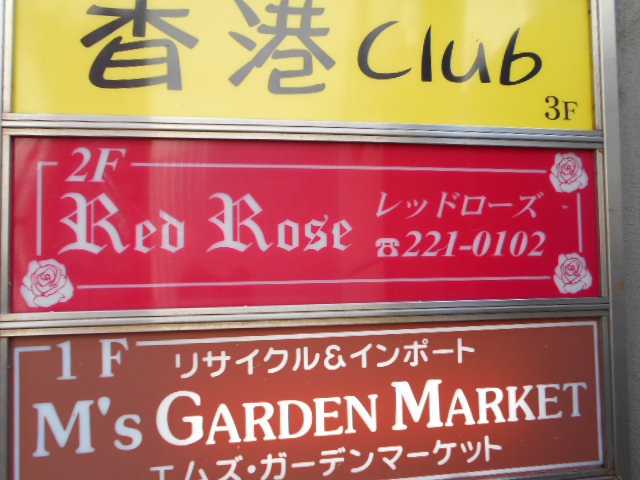 香港 Club
3F
2F
Red Rose
レッドローズ
☎221-0102
1F
リサイクル&インポート
M's GARDEN MARKET
エムズ・ガーデンマーケット